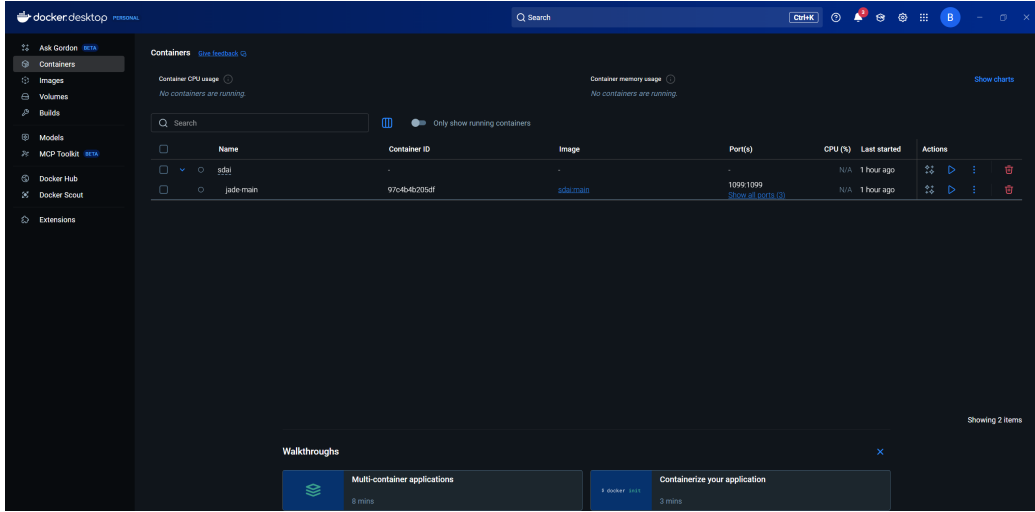 docker.desktop PERSONAL
Search
Ctrl+K
3
B
Ask Gordon BETA
Containers
Images
Volumes
Builds
Models
MCP Toolkit BETA
Docker Hub
Docker Scout
Extensions
Containers Give feedback
Container CPU usage
No containers are running.
Container memory usage
No containers are running.
Show charts
Search
Only show running containers
Name Container ID Image Port(s) CPU (%) Last started Actions
sdai - - - N/A 1 hour ago
jade-main 97c4b4b205df sdai:main 1099:1099 N/A 1 hour ago
Show all ports (3)
Showing 2 items
Walkthroughs
Multi-container applications
8 mins
$ docker init
Containerize your application
3 mins